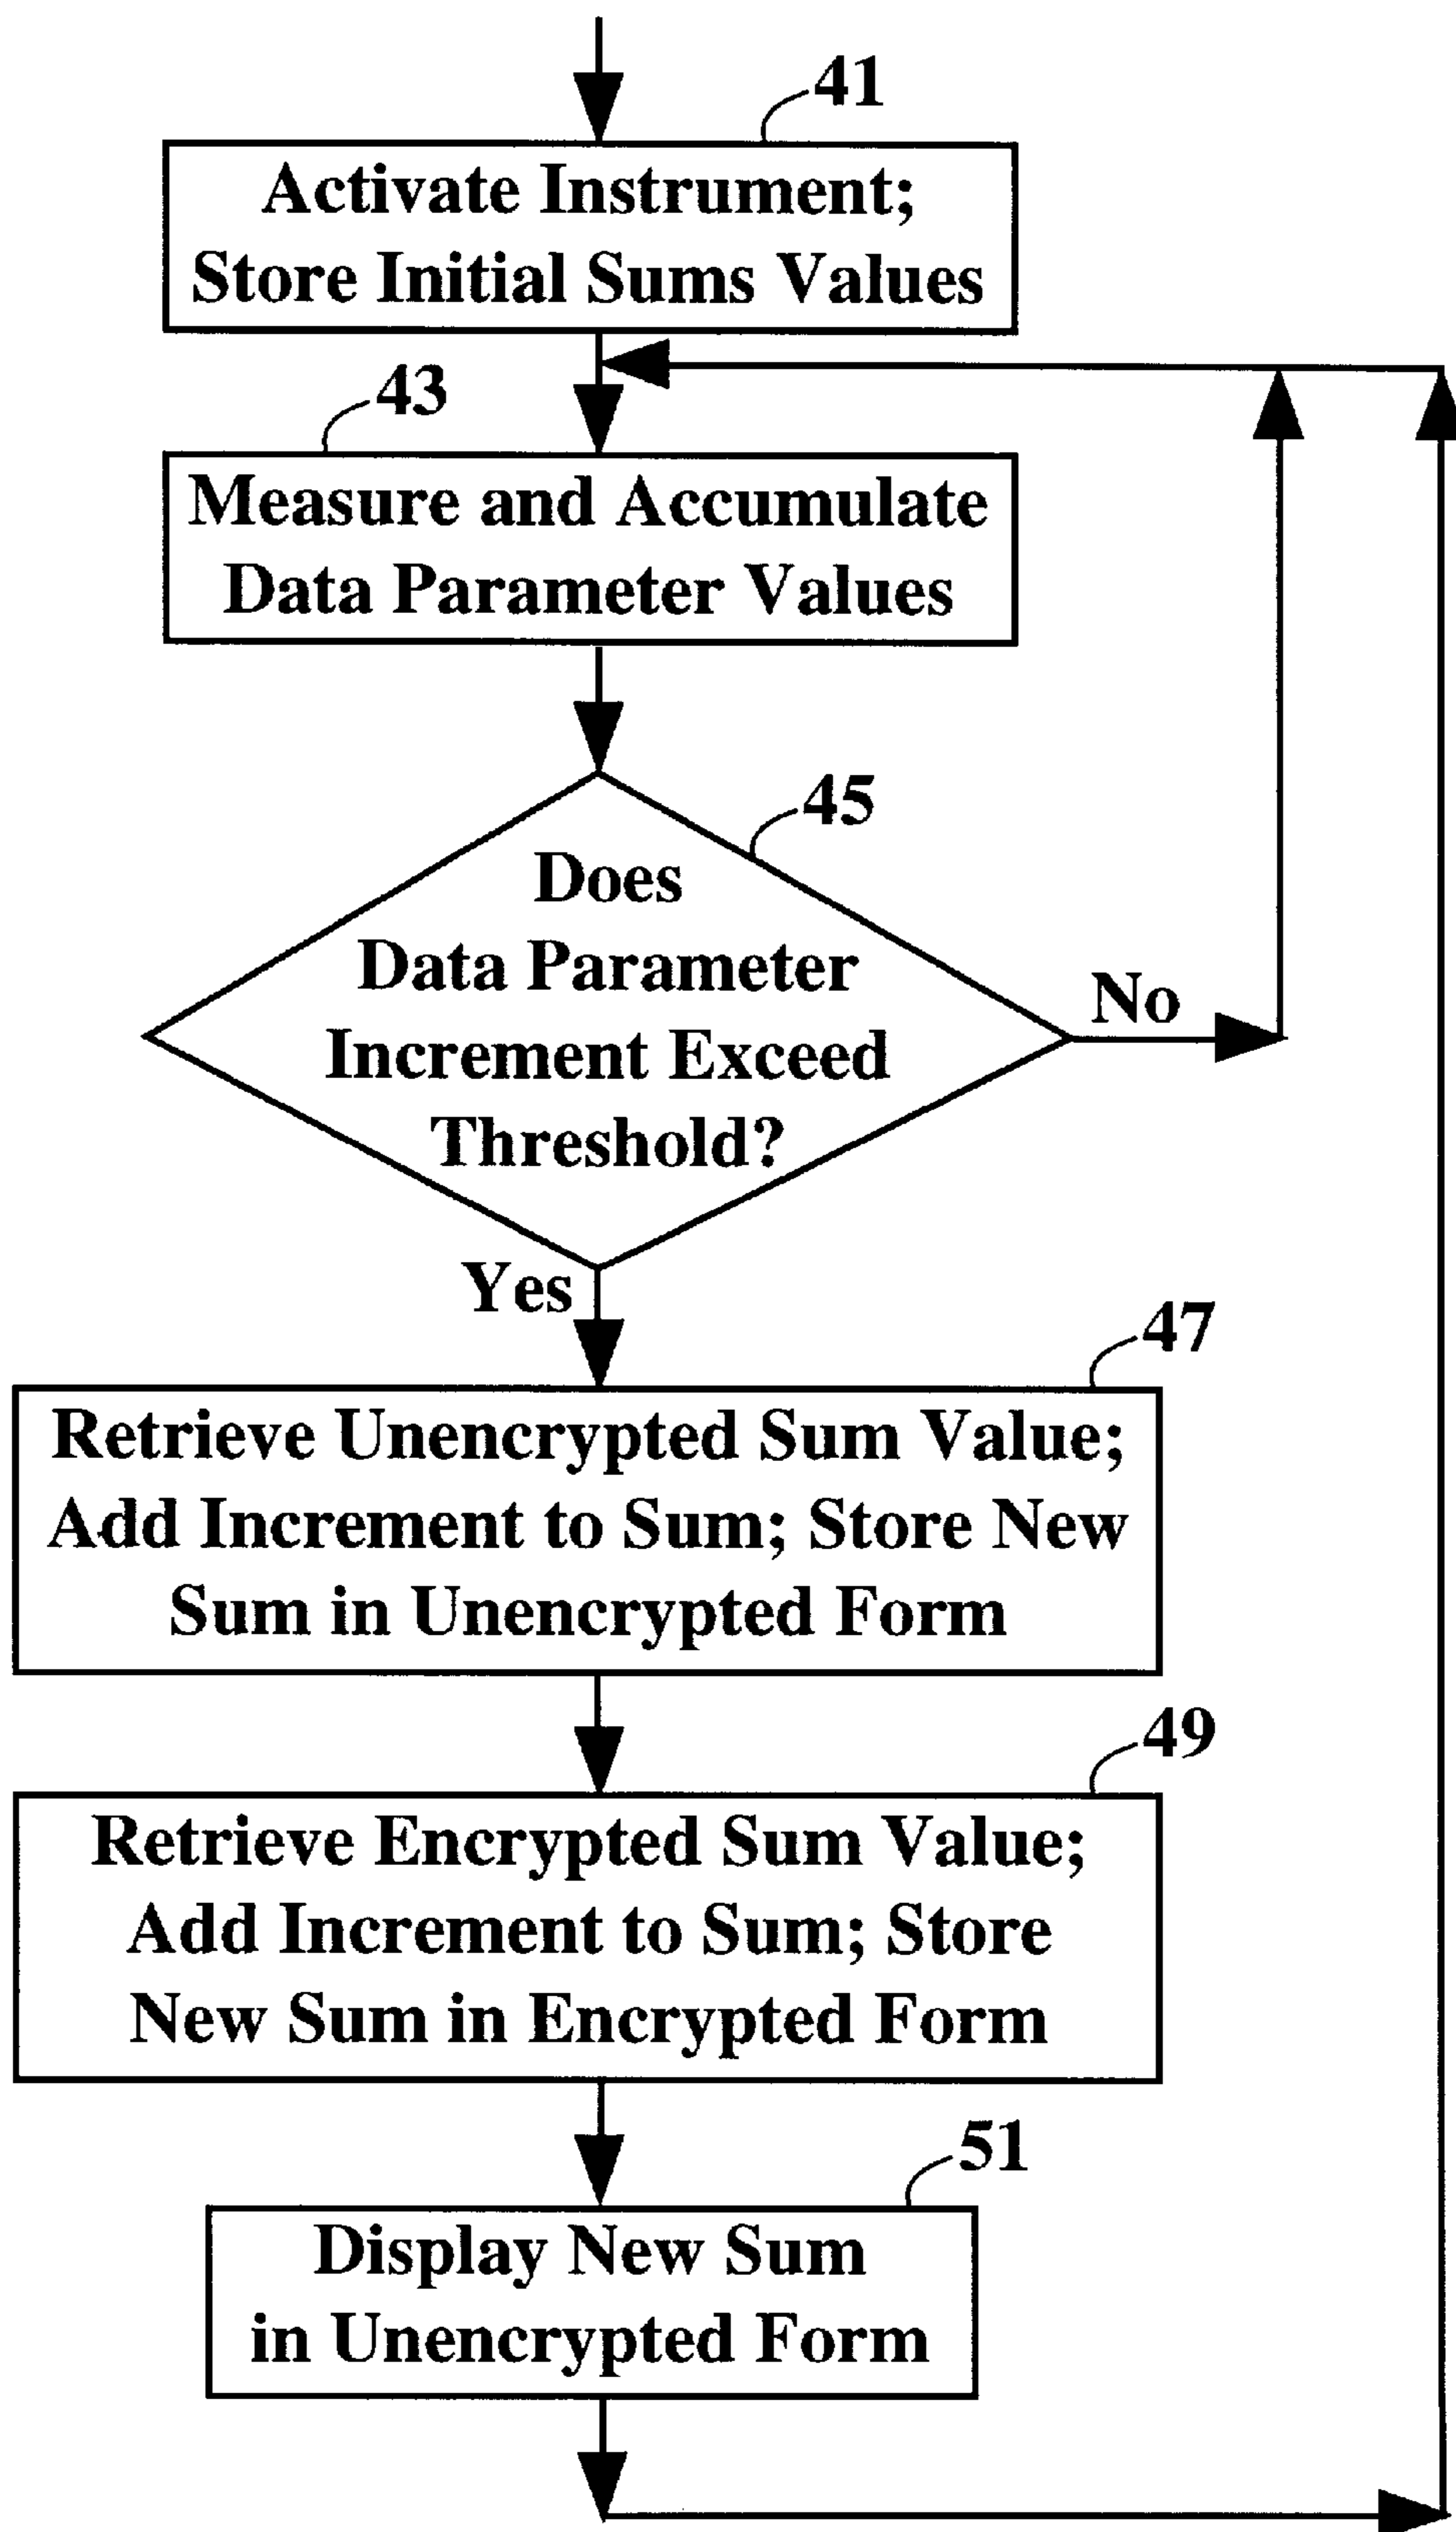 41
Activate Instrument;
Store Initial Sums Values
43
Measure and Accumulate
Data Parameter Values
45
Does
Data Parameter
Increment Exceed
Threshold?
No
Yes
47
Retrieve Unencrypted Sum Value;
Add Increment to Sum; Store New
Sum in Unencrypted Form
49
Retrieve Encrypted Sum Value;
Add Increment to Sum; Store
New Sum in Encrypted Form
51
Display New Sum
in Unencrypted Form